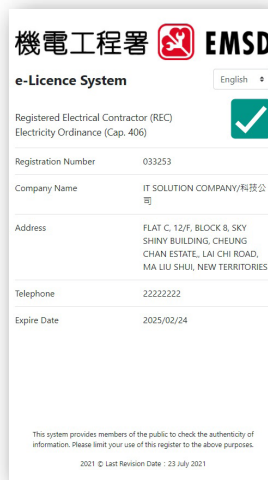 機電工程署 EMSD
e-Licence System
English
Registered Electrical Contractor (REC)
Electricity Ordinance (Cap. 406)
Registration Number 033253
Company Name IT SOLUTION COMPANY/科技公
司
Address FLAT C, 12/F, BLOCK 8, SKY
SHINY BUILDING, CHEUNG
CHAN ESTATE,, LAI CHI ROAD,
MA LIU SHUI, NEW TERRITORIES
Telephone 22222222
Expire Date 2025/02/24
This system provides members of the public to check the authenticity of
information. Please limit your use of this register to the above purposes.
2021 © Last Revision Date : 23 July 2021